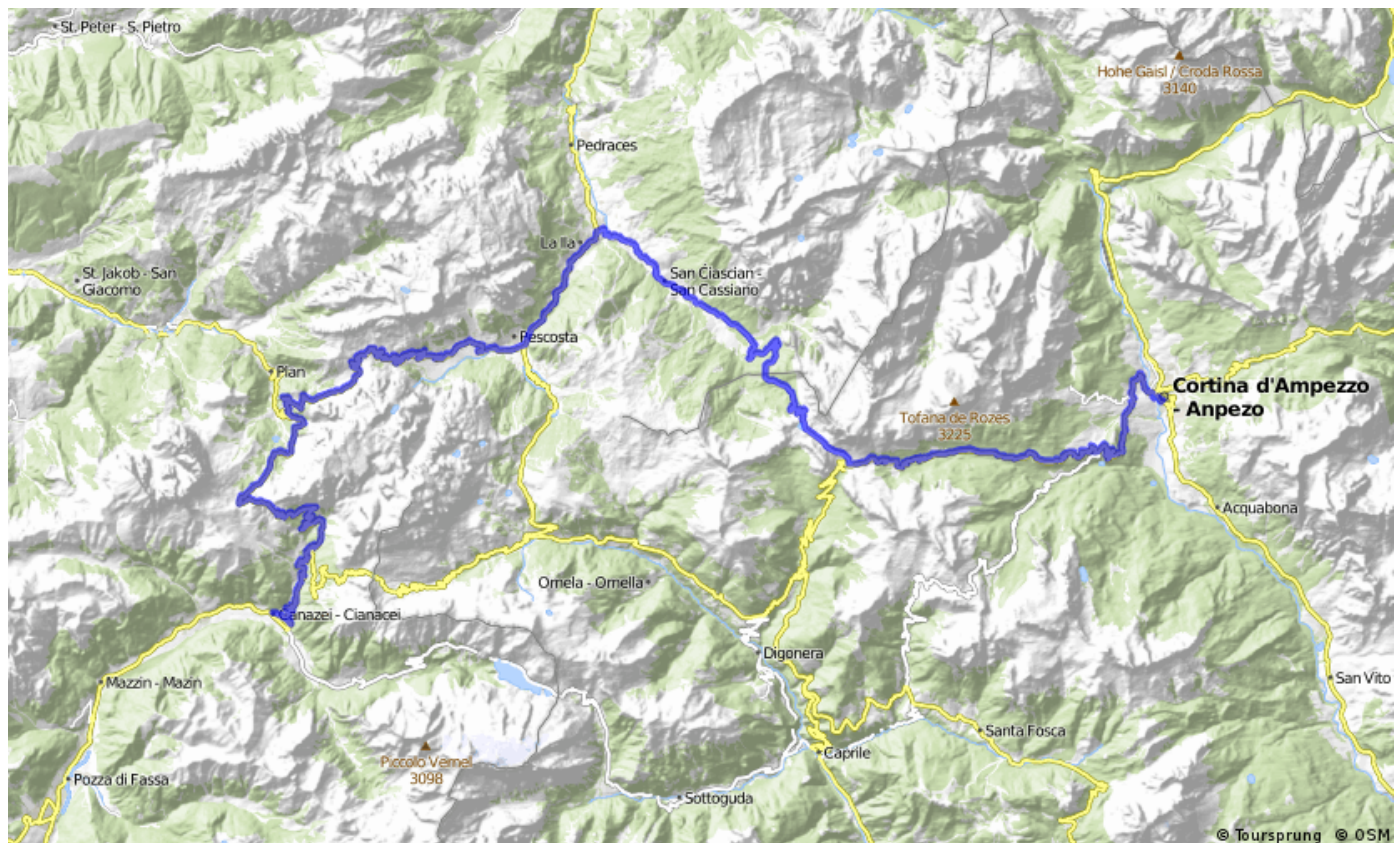 St. Peter - S. Pietro
Hohe Gaisl / Croda Rossa
3140
Pedraces
La Ila
St. Jakob - San
Giacomo
San Ciascian -
San Cassiano
Pescosta
Plan
Cortina d'Ampezzo
- Anpezo
Tofana de Rozes
3225
Acquabona
Ornela - Ornella
Canazei - Cianacei
Digonera
Mazzin - Mazin
San Vito
Santa Fosca
Caprile
Piccolo Vernel
3098
Pozza di Fassa
Sottoguda
© Toursprung © OSM